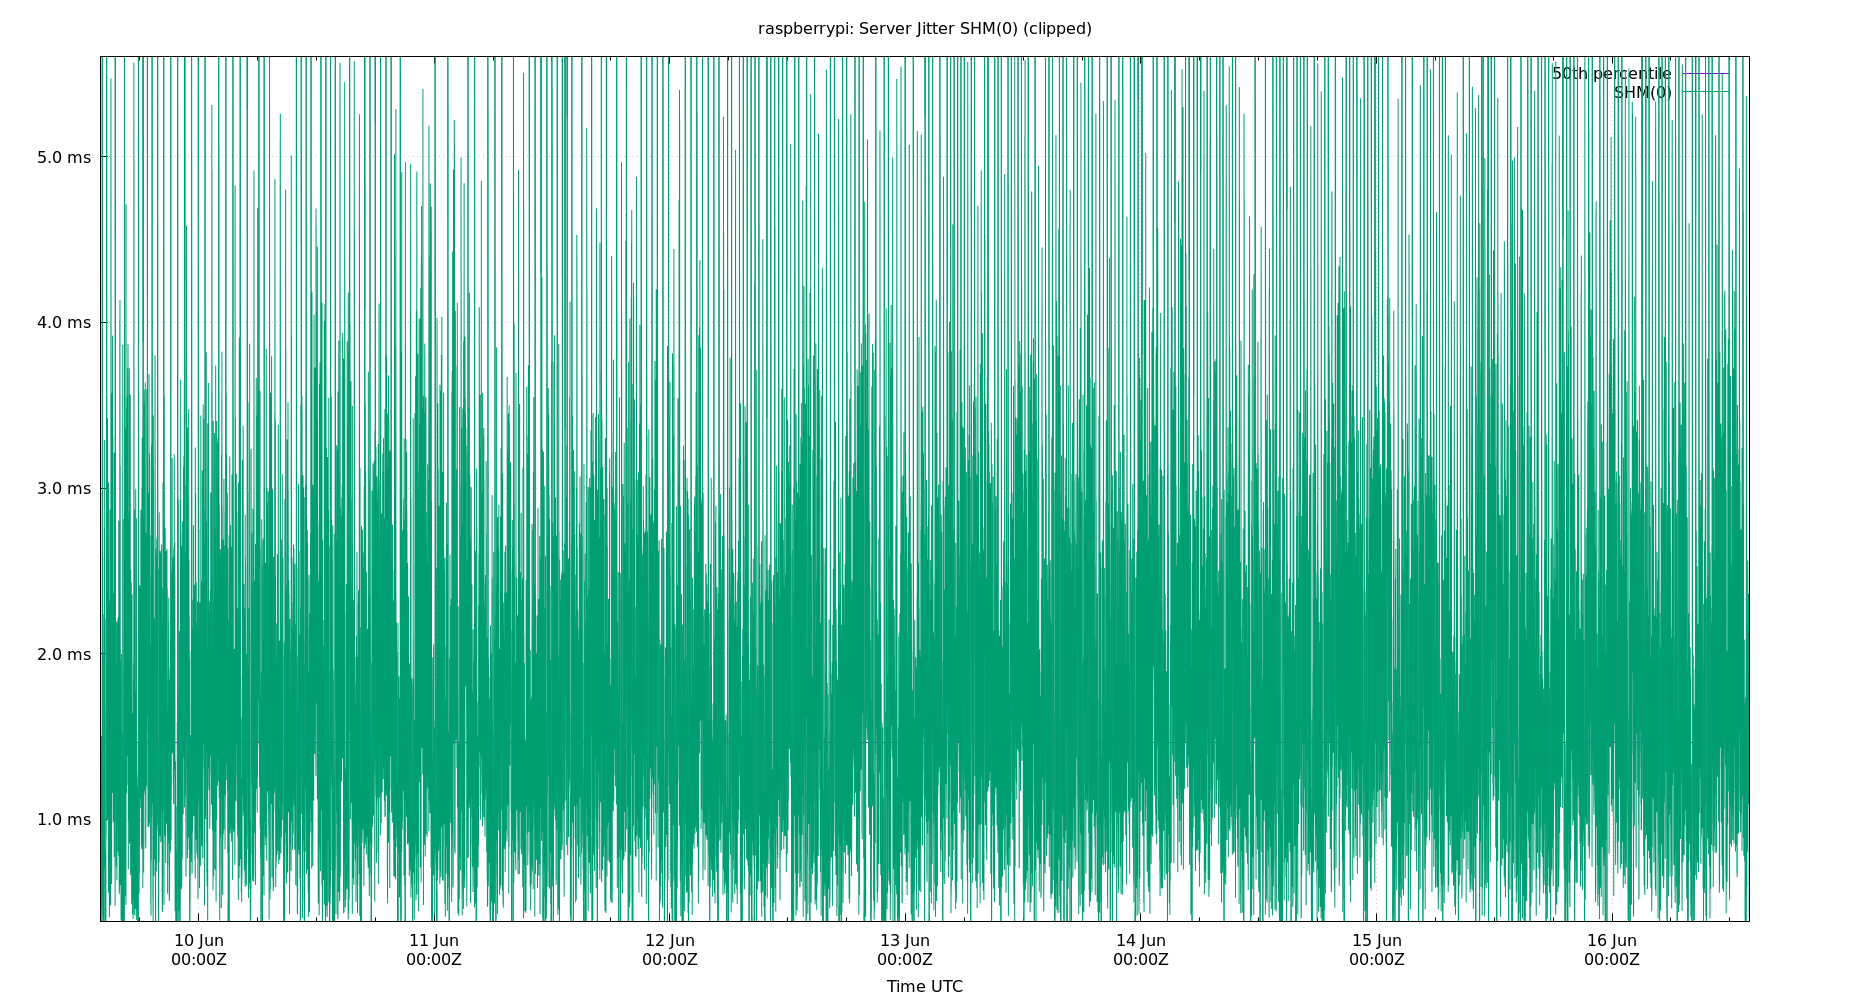 raspberrypi: Server Jitter SHM(0) (clipped)
50th percentile
SHM(0)
5.0 ms
4.0 ms
3.0 ms
2.0 ms
1.0 ms
10 Jun 11 Jun 12 Jun 13 Jun 14 Jun 15 Jun 16 Jun
00:00Z 00:00Z 00:00Z 00:00Z 00:00Z 00:00Z 00:00Z
Time UTC